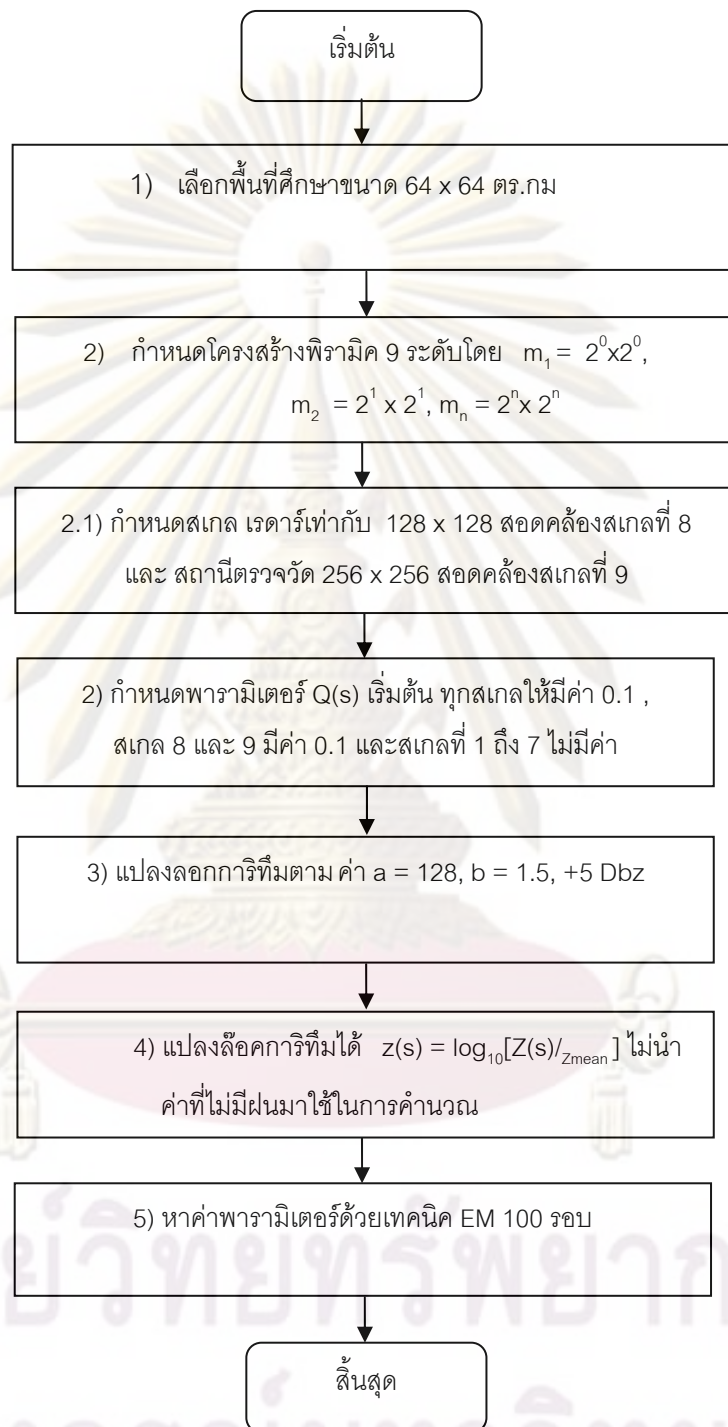 เริ่มต้น
1) เลือกพื้นที่ศึกษาขนาด 64 x 64 ตร.กม
2) กำหนดโครงสร้างพิรามิค 9 ระดับโดย m₁ = 2⁰x2⁰,
m₂ = 2¹ x 2¹, mₙ = 2ⁿx 2ⁿ
2.1) กำหนดสเกล เรดาร์เท่ากับ 128 x 128 สอดคล้องสเกลที่ 8
และ สถานีตรวจวัด 256 x 256 สอดคล้องสเกลที่ 9
2) กำหนดพารามิเตอร์ Q(s) เริ่มต้น ทุกสเกลให้มีค่า 0.1 ,
สเกล 8 และ 9 มีค่า 0.1 และสเกลที่ 1 ถึง 7 ไม่มีค่า
3) แปลงลอกการิทึมตาม ค่า a = 128, b = 1.5, +5 Dbz
4) แปลงล๊อคการิทึมได้ z(s) = log₁₀[Z(s)/Zmean] ไม่นำ
ค่าที่ไม่มีฝนมาใช้ในการคำนวณ
5) หาค่าพารามิเตอร์ด้วยเทคนิค EM 100 รอบ
สิ้นสุด
ย์วิทยทรัพยาก